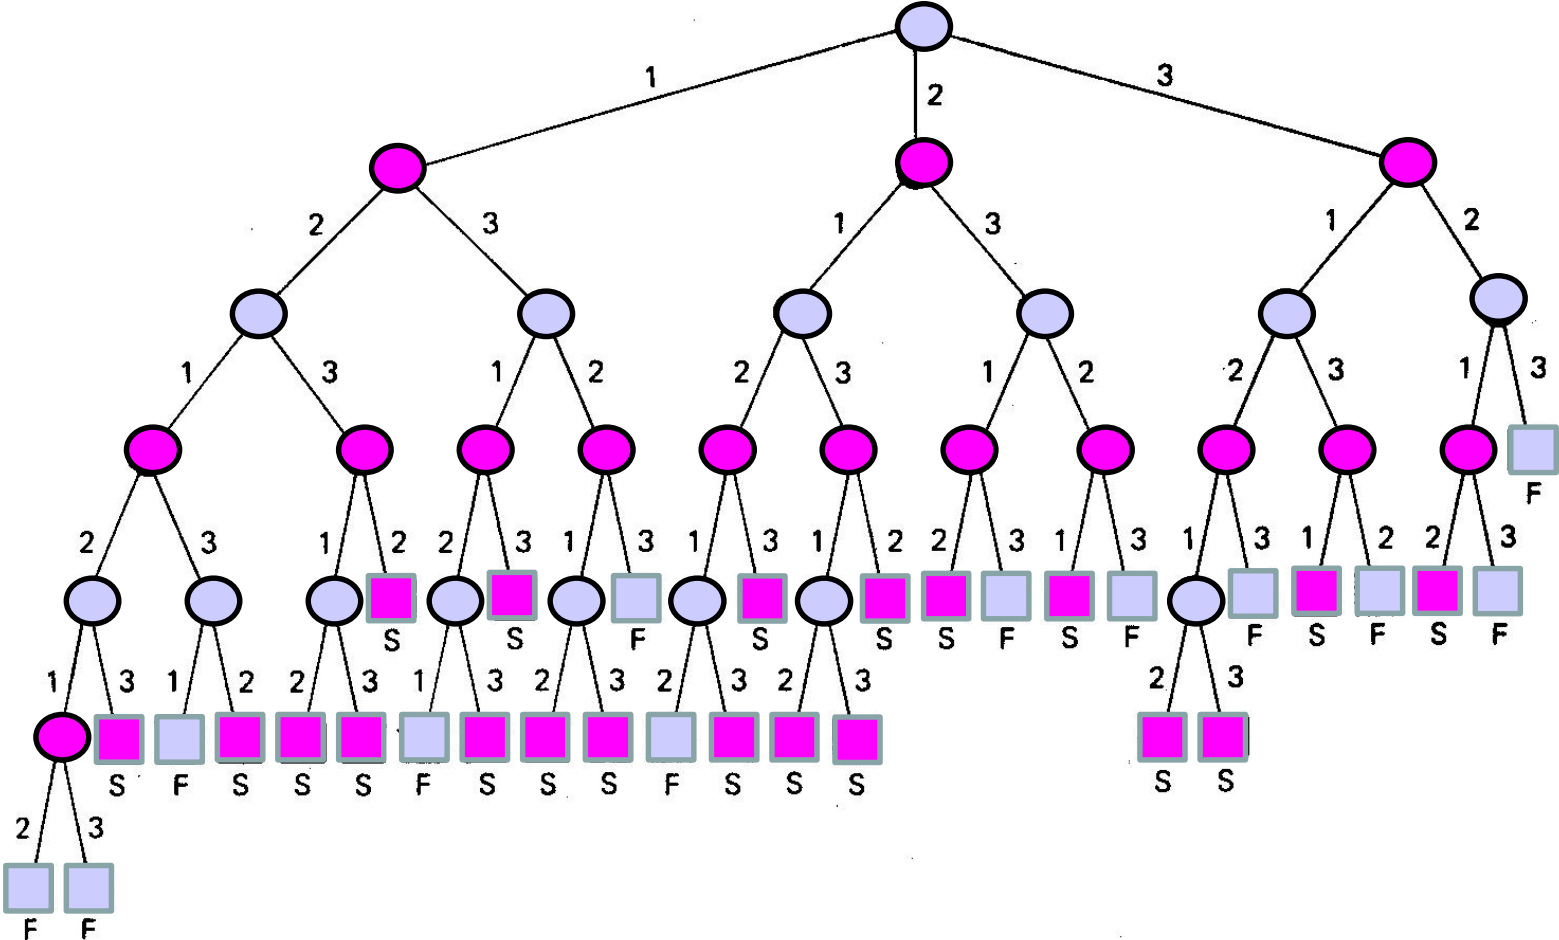 1 2 3
2 3 1 3 1 2
1 3 1 2 2 3 1 2 2 3 1 3
F
2 3 1 2 2 3 1 3 1 3 1 2 2 3 1 3 1 3 1 2 2 3
S S F S S S F S F F S F S F
1 3 1 2 2 3 1 3 2 3 2 3 2 3 2 3
S F S S S F S S S F S S S S S
2 3
F F